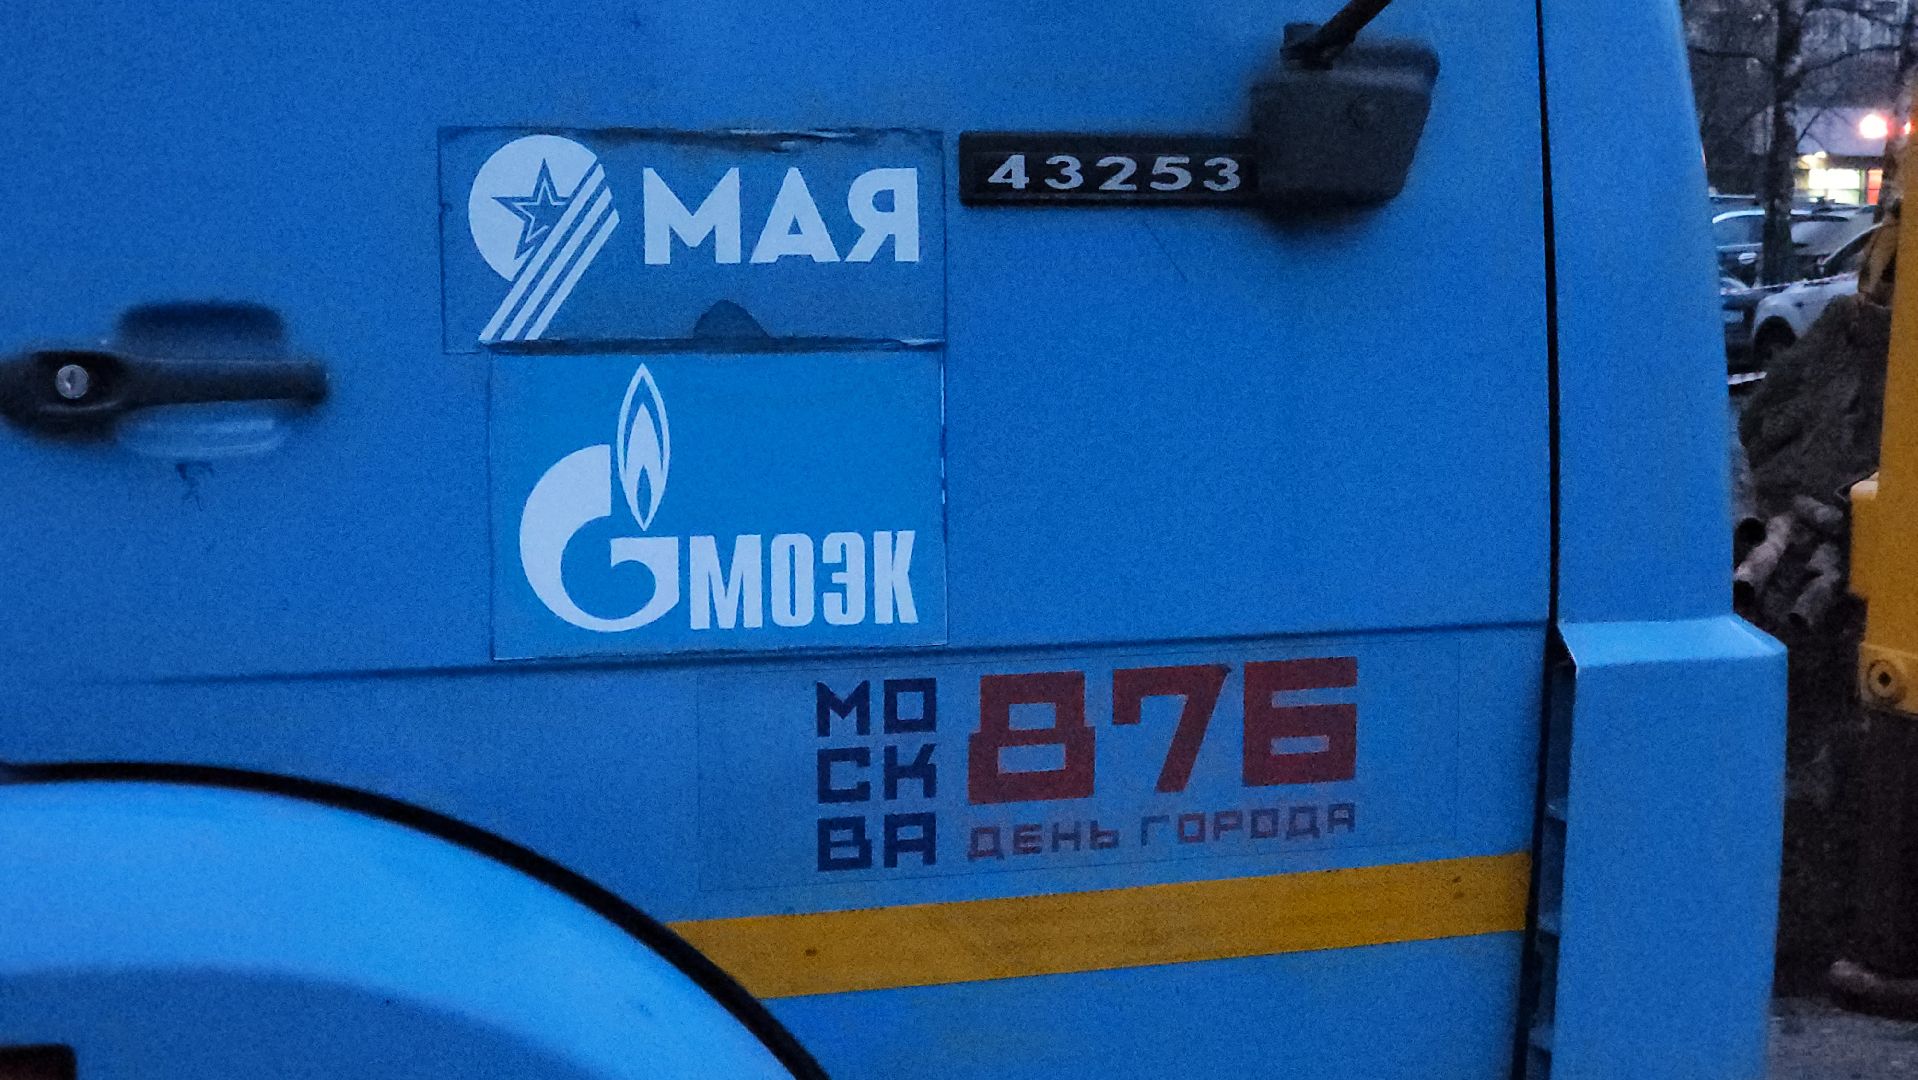 9 МАЯ
43253
МОЭК
МО
СК
ВА
876
ДЕНЬ ГОРОДА